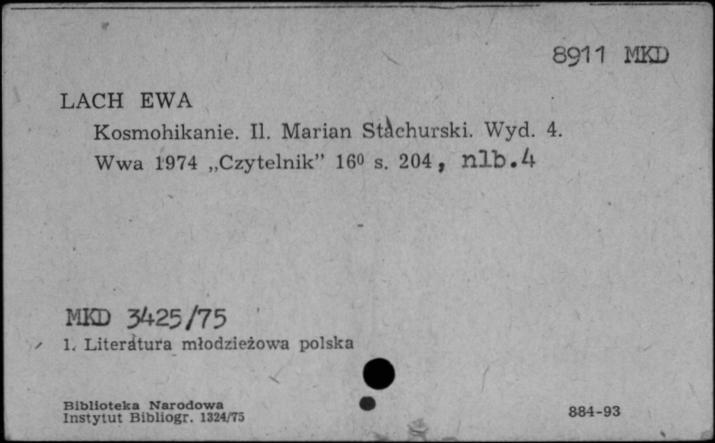 8911 MKD
LACH EWA
Kosmohikanie. Il. Marian Stachurski. Wyd. 4.
Wwa 1974 „Czytelnik” 16⁰ s. 204, nlb.4
MKD 3425/75
1. Literatura młodzieżowa polska
Biblioteka Narodowa
Instytut Bibliogr. 1324/75
884-93